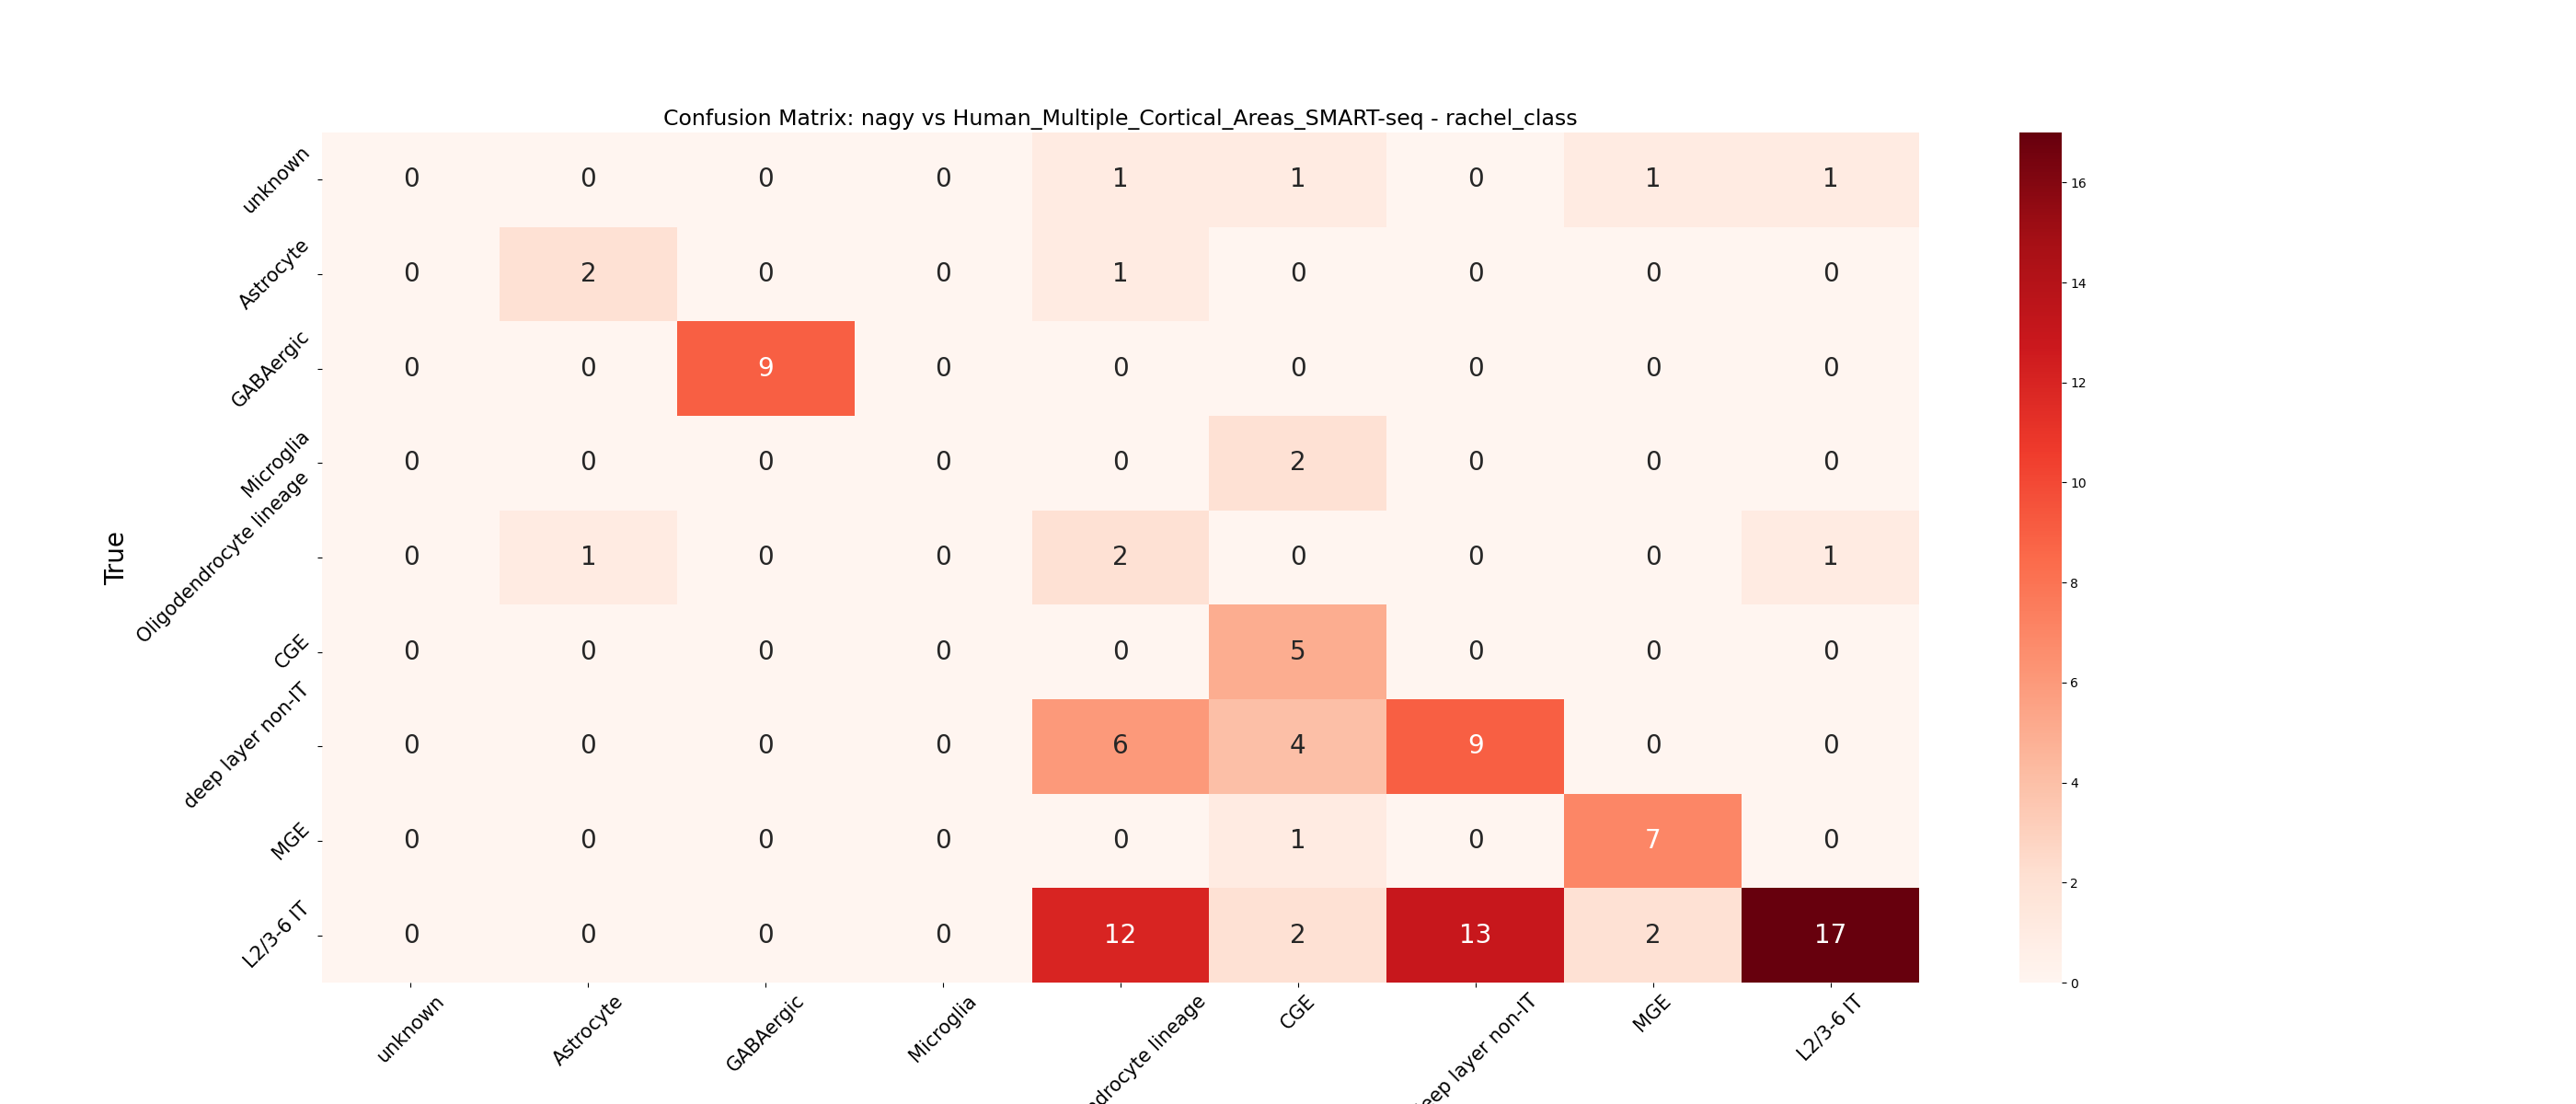 Confusion Matrix: nagy vs Human_Multiple_Cortical_Areas_SMART-seq - rachel_class
True
unknown 0 0 0 0 1 1 0 1 1
Astrocyte 0 2 0 0 1 0 0 0 0
GABAergic 0 0 9 0 0 0 0 0 0
Microglia 0 0 0 0 0 2 0 0 0
Oligodendrocyte lineage 0 1 0 0 2 0 0 0 1
CGE 0 0 0 0 0 5 0 0 0
deep layer non-IT 0 0 0 0 6 4 9 0 0
MGE 0 0 0 0 0 1 0 7 0
L2/3-6 IT 0 0 0 0 12 2 13 2 17
unknown
Astrocyte
GABAergic
Microglia
lineage
CGE
layer non-IT
MGE
L2/3-6 IT
16
14
12
10
8
6
4
2
0